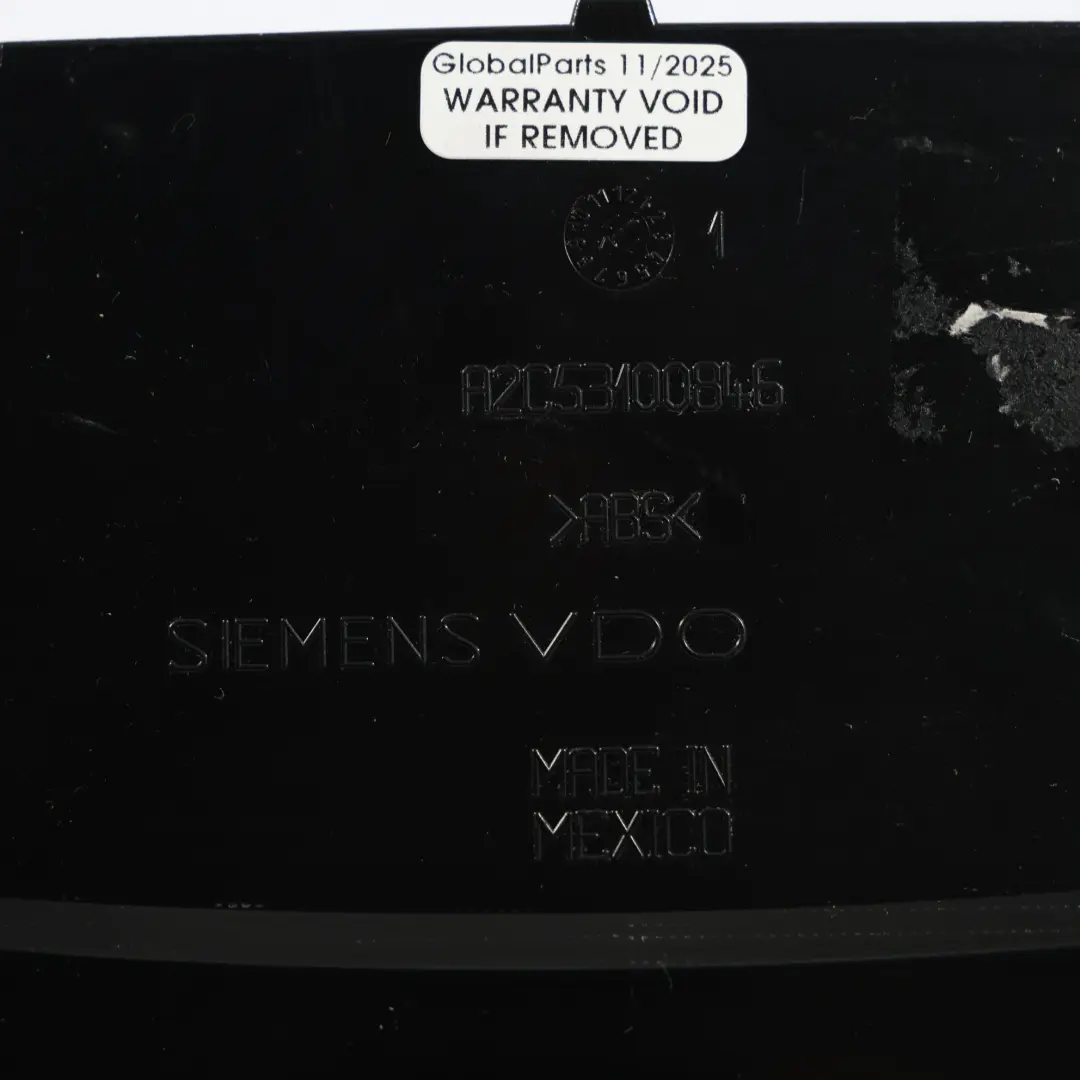 GlobalParts 11/2025
WARRANTY VOID
IF REMOVED
1
A2C53100846
>ABS<
SIEMENS VDO
MADE IN
MEXICO